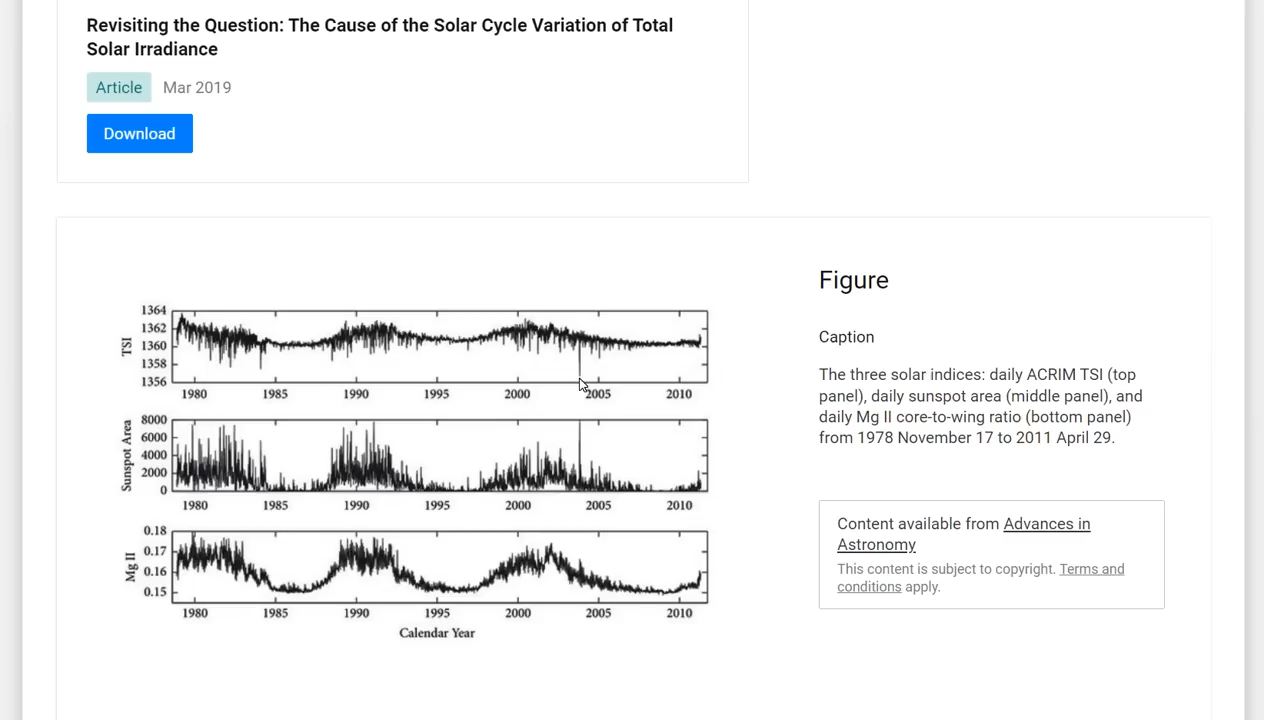 Revisiting the Question: The Cause of the Solar Cycle Variation of Total
Solar Irradiance
Article Mar 2019
Download
Figure
Caption
The three solar indices: daily ACRIM TSI (top
panel), daily sunspot area (middle panel), and
daily Mg II core-to-wing ratio (bottom panel)
from 1978 November 17 to 2011 April 29.
Content available from Advances in
Astronomy
This content is subject to copyright. Terms and
conditions apply.
TSI
1364
1362
1360
1358
1356
1980 1985 1990 1995 2000 2005 2010
Sunspot Area
8000
6000
4000
2000
0
1980 1985 1990 1995 2000 2005 2010
Mg II
0.18
0.17
0.16
0.15
1980 1985 1990 1995 2000 2005 2010
Calendar Year